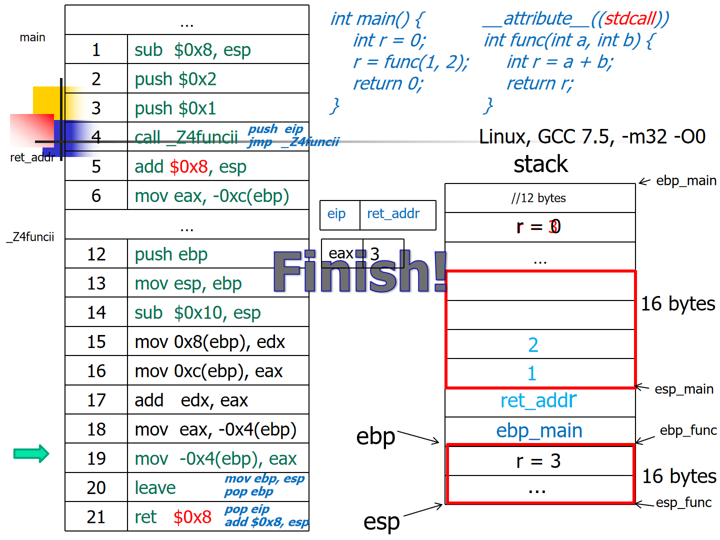 int main() {
int r = 0;
r = func(1, 2);
return 0;
}
__attribute__((stdcall))
int func(int a, int b) {
int r = a + b;
return r;
}
Linux, GCC 7.5, -m32 -O0
main
...
1 sub $0x8, esp
2 push $0x2
3 push $0x1
4 call _Z4funcii push eip
jmp _Z4funcii
ret_addr
5 add $0x8, esp
6 mov eax, -0xc(ebp)
...
_Z4funcii
12 push ebp
13 mov esp, ebp
14 sub $0x10, esp
15 mov 0x8(ebp), edx
16 mov 0xc(ebp), eax
17 add edx, eax
18 mov eax, -0x4(ebp)
19 mov -0x4(ebp), eax
20 leave mov ebp, esp
pop ebp
21 ret $0x8 pop eip
add $0x8, esp
eip ret_addr
eax 3
Finish!
stack
ebp_main
//12 bytes
r = 0
r = 3
...
16 bytes
2
1
esp_main
ret_addr
ebp ebp_main ebp_func
r = 3
16 bytes
...
esp esp_func